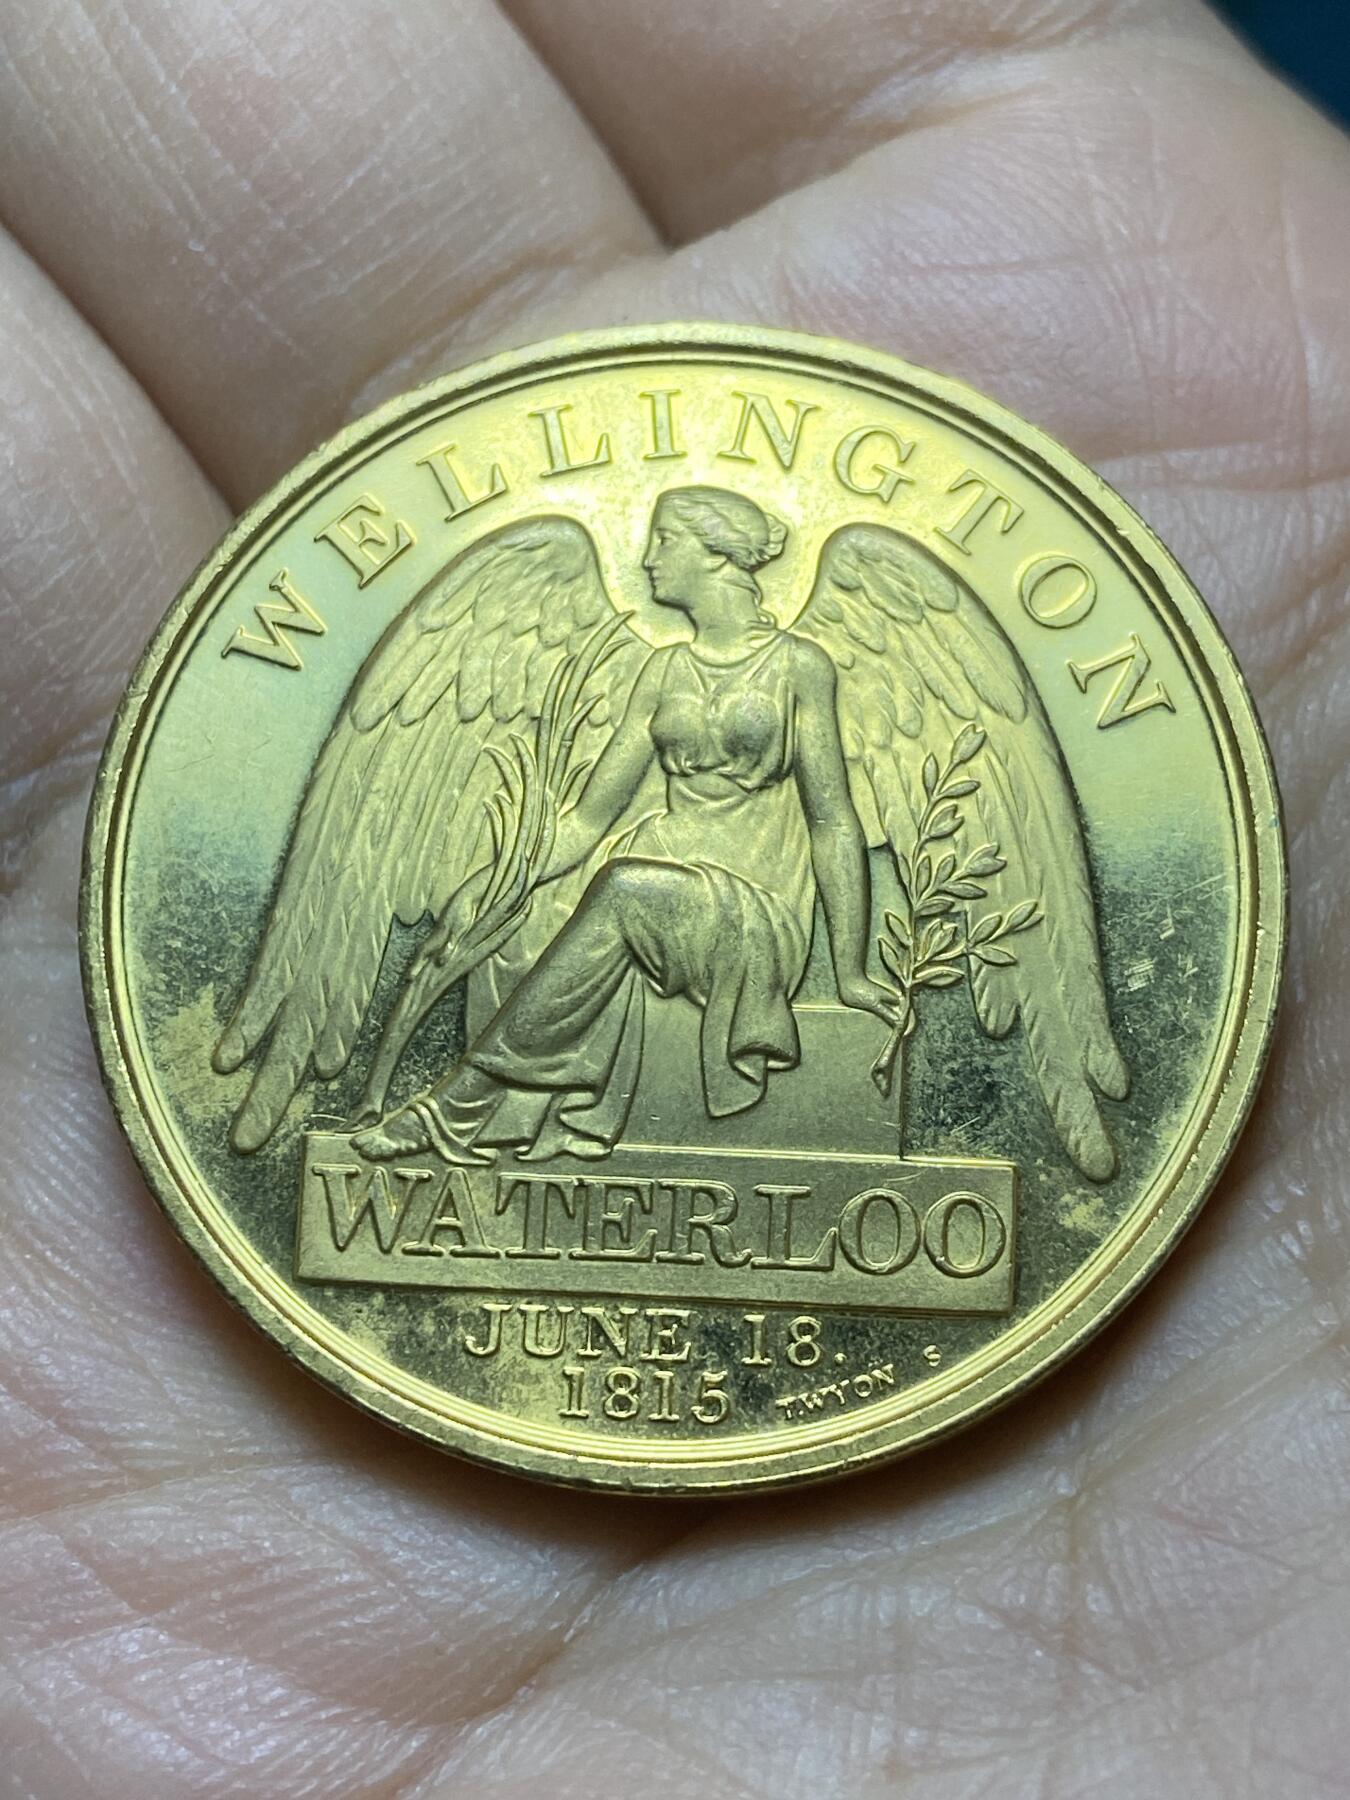 WELLINGTON
WATERLOO
JUNE 18.
1815
T.WYON S